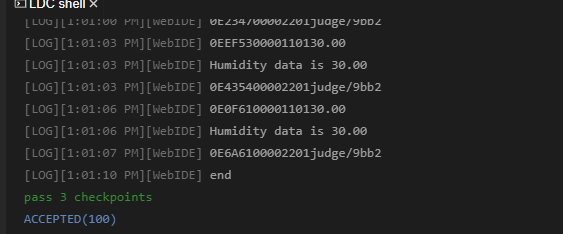 LDC shell ×
[LOG][1:01:00 PM][WebIDE] 0E234700002201judge/9bb2
[LOG][1:01:03 PM][WebIDE] 0EEF530000110130.00
[LOG][1:01:03 PM][WebIDE] Humidity data is 30.00
[LOG][1:01:03 PM][WebIDE] 0E435400002201judge/9bb2
[LOG][1:01:06 PM][WebIDE] 0E0F610000110130.00
[LOG][1:01:06 PM][WebIDE] Humidity data is 30.00
[LOG][1:01:07 PM][WebIDE] 0E6A6100002201judge/9bb2
[LOG][1:01:10 PM][WebIDE] end
pass 3 checkpoints
ACCEPTED(100)